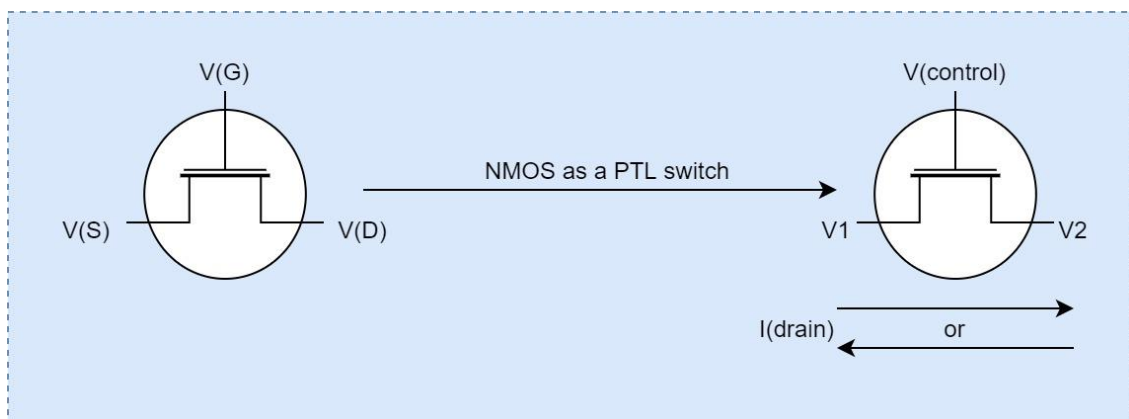 V(G)
V(control)
NMOS as a PTL switch
V(S)
V(D)
V1
V2
I(drain)
or